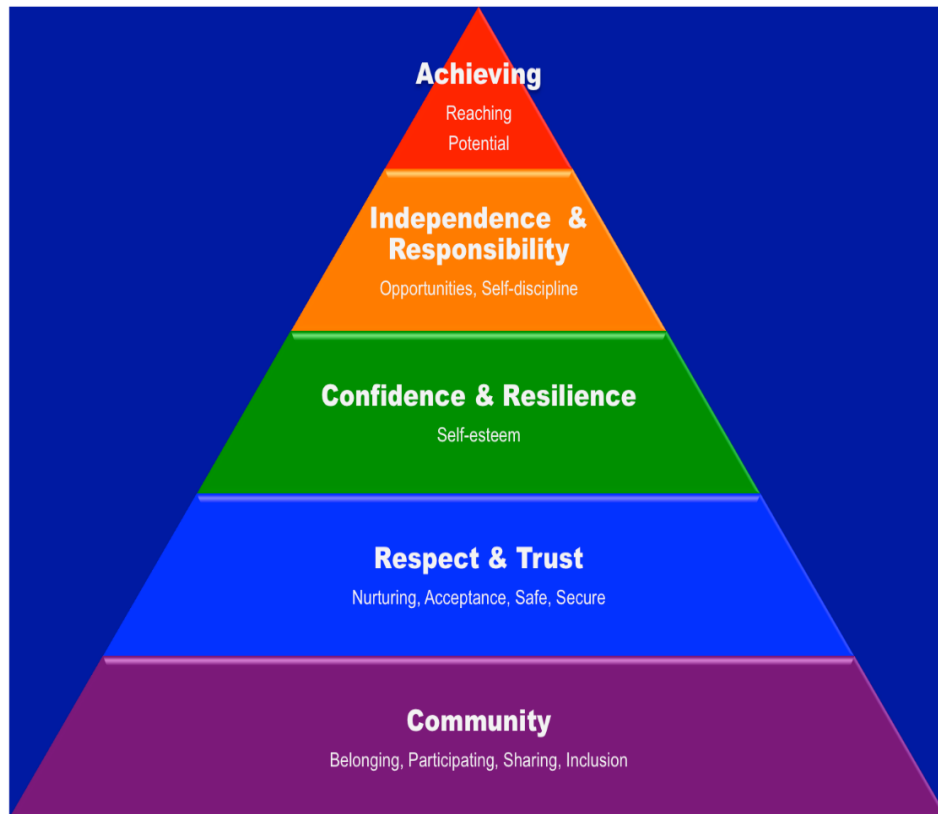 Achieving
Reaching
Potential
Independence &
Responsibility
Opportunities, Self-discipline
Confidence & Resilience
Self-esteem
Respect & Trust
Nurturing, Acceptance, Safe, Secure
Community
Belonging, Participating, Sharing, Inclusion